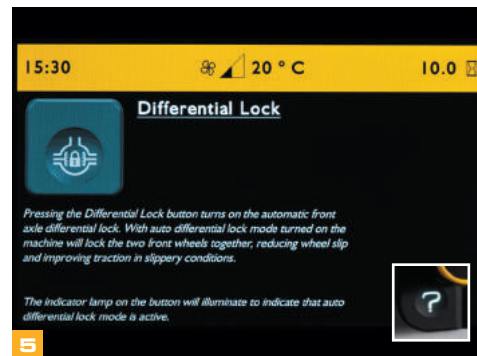 15:30 20 ° C 10.0
Differential Lock
Pressing the Differential Lock button turns on the automatic front
axle differential lock. With auto differential lock mode turned on the
machine will lock the two front wheels together, reducing wheel slip
and improving traction in slippery conditions.
The indicator lamp on the button will illuminate to indicate that auto
differential lock mode is active.
?
5